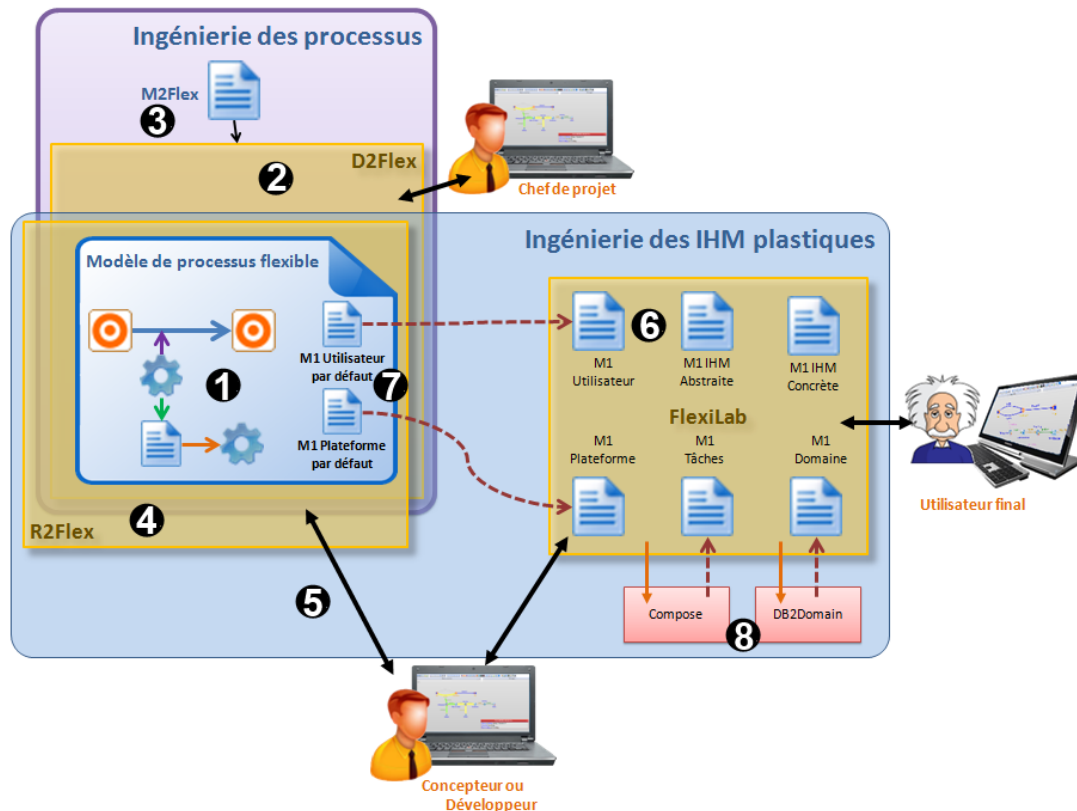 Ingénierie des processus
M2Flex
3
2
D2Flex
Chef de projet
Ingénierie des IHM plastiques
Modèle de processus flexible
1
M1 Utilisateur
par défaut
7
M1 Plateforme
par défaut
4
R2Flex
6
M1
Utilisateur
M1 IHM
Abstraite
M1 IHM
Concrète
FlexiLab
M1
Plateforme
M1
Tâches
M1
Domaine
Utilisateur final
5
Compose
8
DB2Domain
Concepteur ou
Développeur